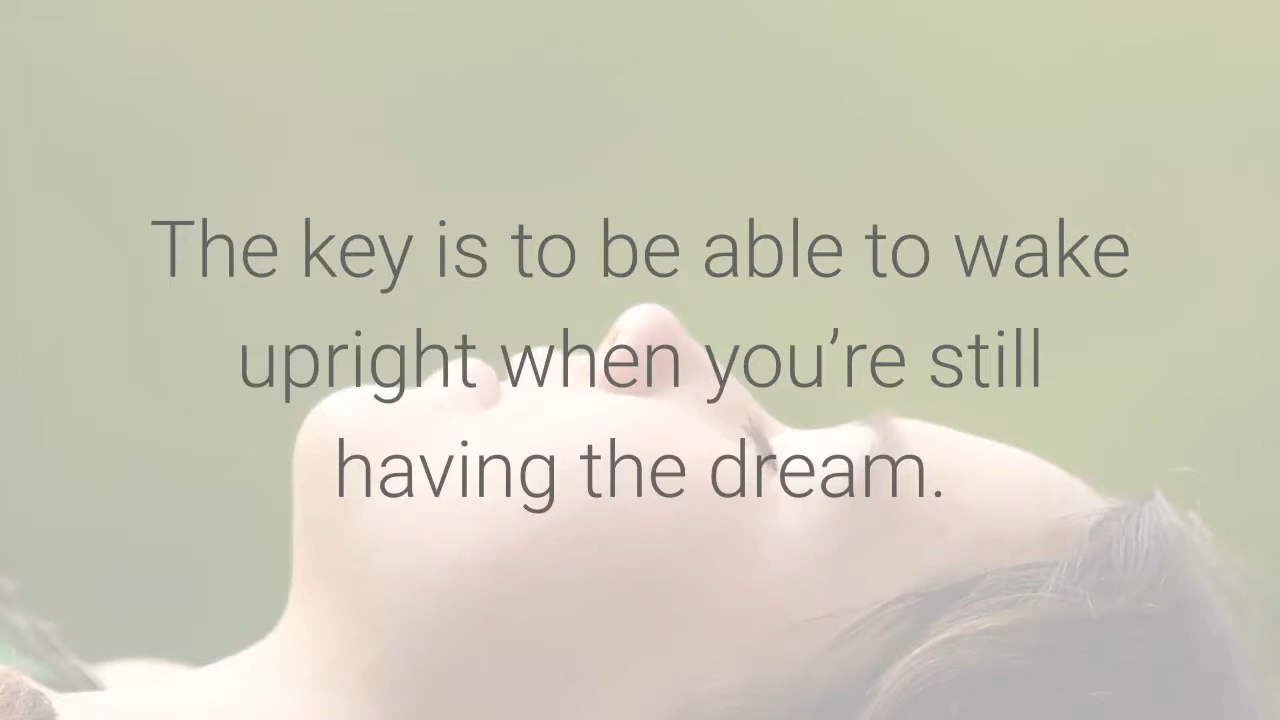 The key is to be able to wake
upright when you’re still
having the dream.